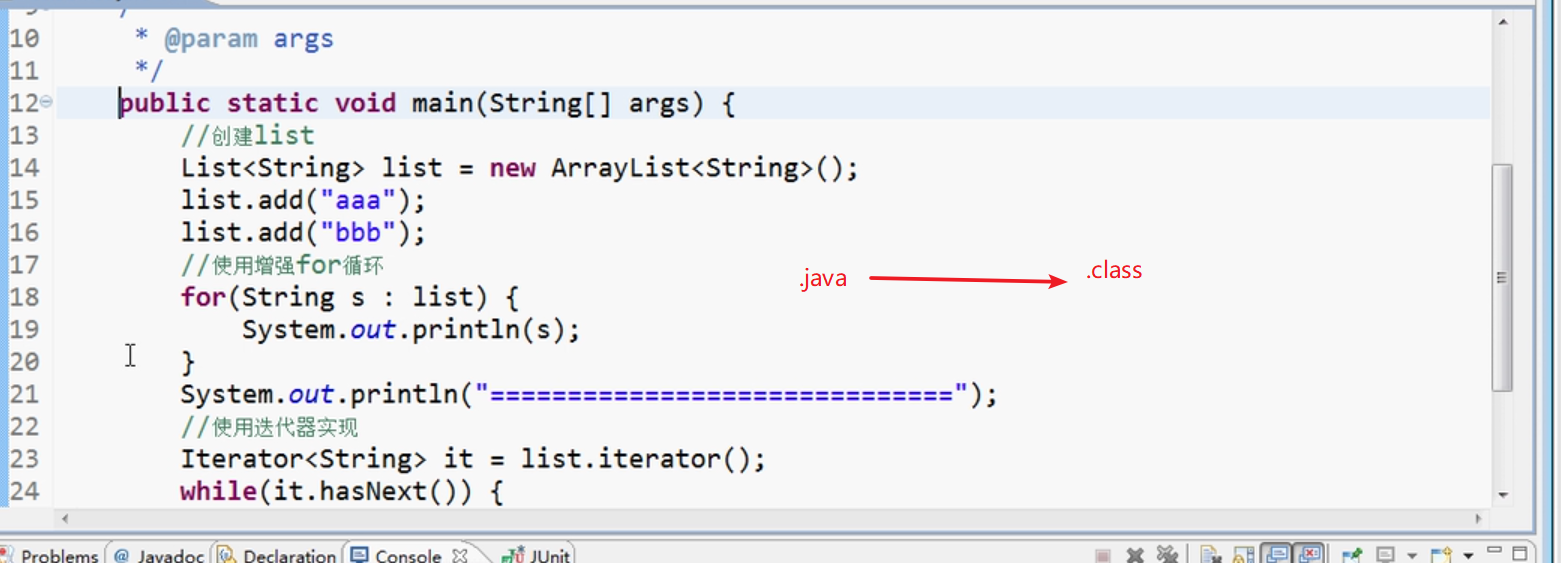 10 * @param args
11 */
12 public static void main(String[] args) {
13 //创建list
14 List<String> list = new ArrayList<String>();
15 list.add("aaa");
16 list.add("bbb");
17 //使用增强for循环
18 for(String s : list) {
.java .class
19 System.out.println(s);
20 }
21 System.out.println("==============================");
22 //使用迭代器实现
23 Iterator<String> it = list.iterator();
24 while(it.hasNext()) {
Problems @ Javadoc Declaration Console JUnit